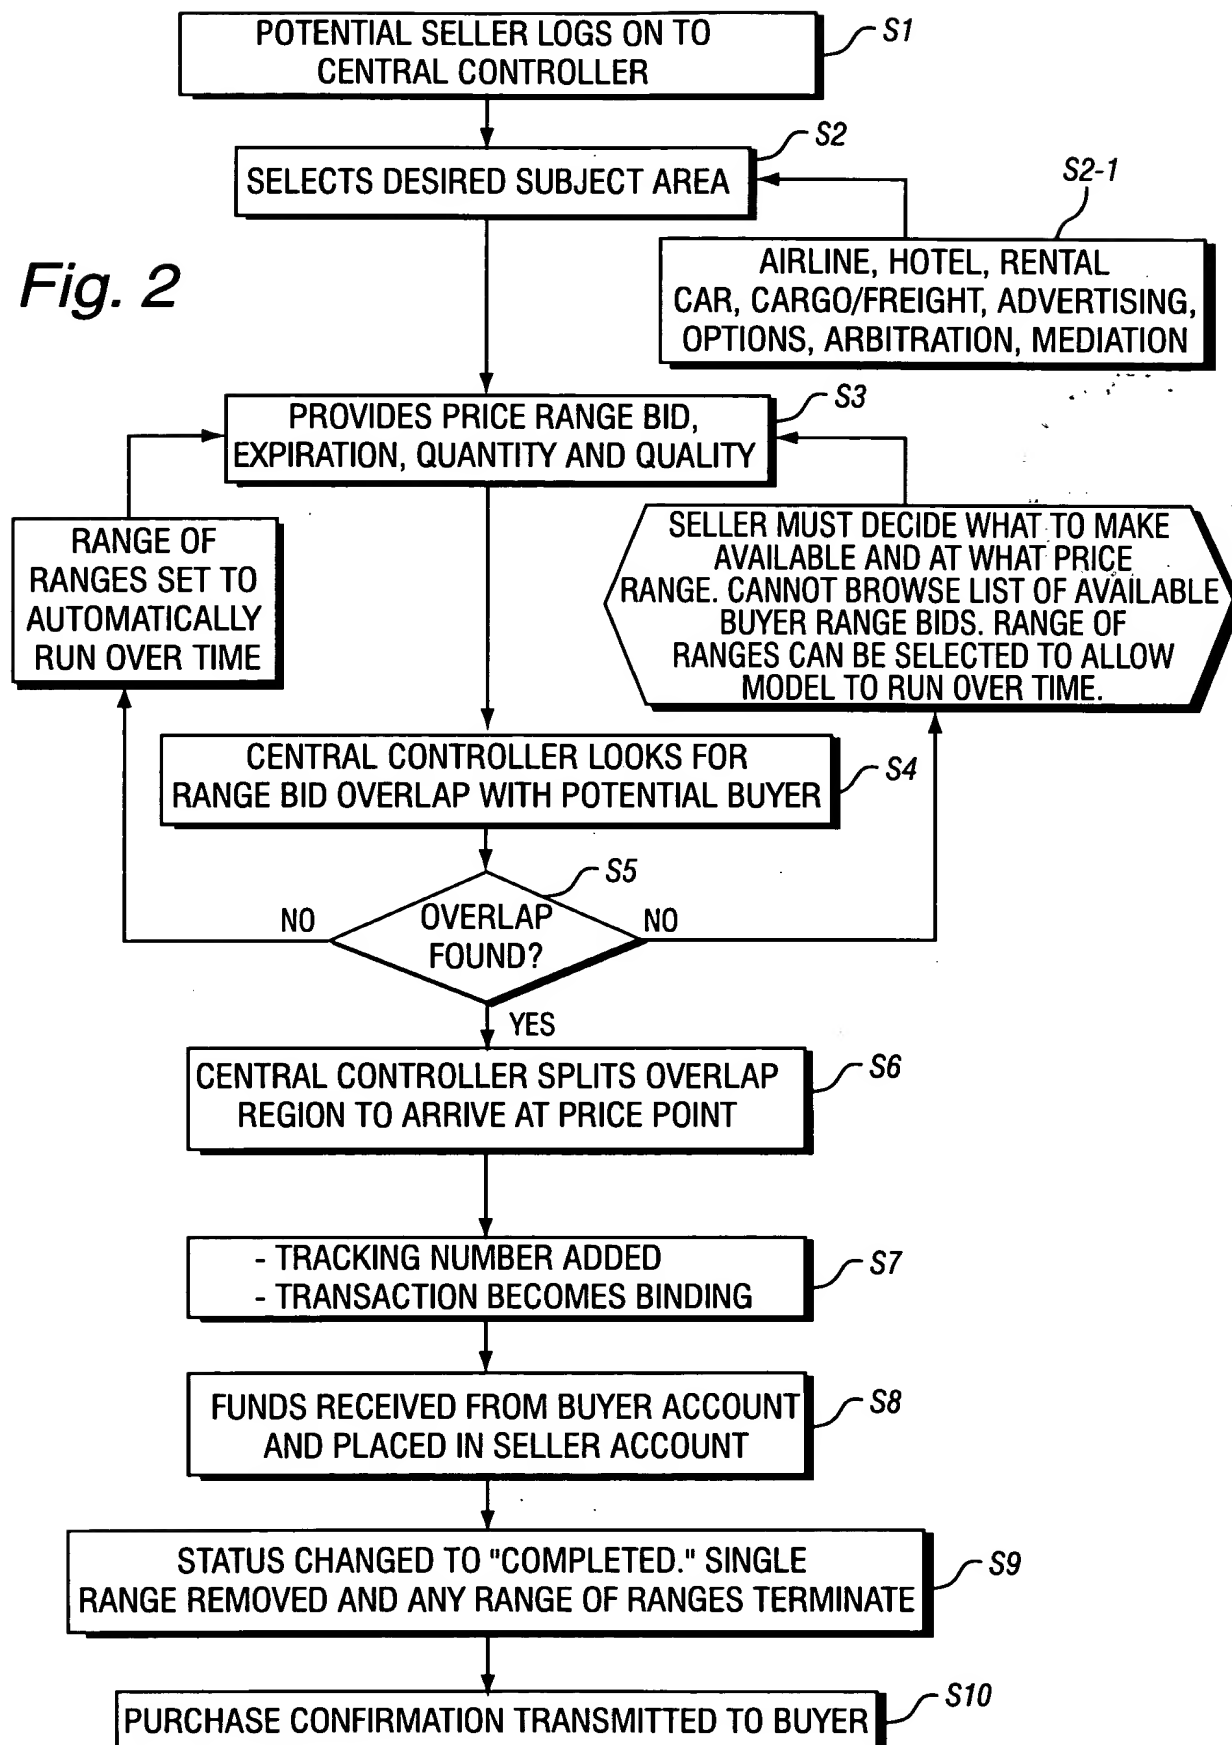 POTENTIAL SELLER LOGS ON TO
CENTRAL CONTROLLER
S1
S2
SELECTS DESIRED SUBJECT AREA
S2-1
AIRLINE, HOTEL, RENTAL
CAR, CARGO/FREIGHT, ADVERTISING,
OPTIONS, ARBITRATION, MEDIATION
Fig. 2
S3
PROVIDES PRICE RANGE BID,
EXPIRATION, QUANTITY AND QUALITY
RANGE OF
RANGES SET TO
AUTOMATICALLY
RUN OVER TIME
SELLER MUST DECIDE WHAT TO MAKE
AVAILABLE AND AT WHAT PRICE
RANGE. CANNOT BROWSE LIST OF AVAILABLE
BUYER RANGE BIDS. RANGE OF
RANGES CAN BE SELECTED TO ALLOW
MODEL TO RUN OVER TIME.
CENTRAL CONTROLLER LOOKS FOR
RANGE BID OVERLAP WITH POTENTIAL BUYER
S4
S5
NO
OVERLAP
FOUND?
NO
YES
CENTRAL CONTROLLER SPLITS OVERLAP
REGION TO ARRIVE AT PRICE POINT
S6
- TRACKING NUMBER ADDED
- TRANSACTION BECOMES BINDING
S7
FUNDS RECEIVED FROM BUYER ACCOUNT
AND PLACED IN SELLER ACCOUNT
S8
STATUS CHANGED TO "COMPLETED." SINGLE
RANGE REMOVED AND ANY RANGE OF RANGES TERMINATE
S9
PURCHASE CONFIRMATION TRANSMITTED TO BUYER
S10